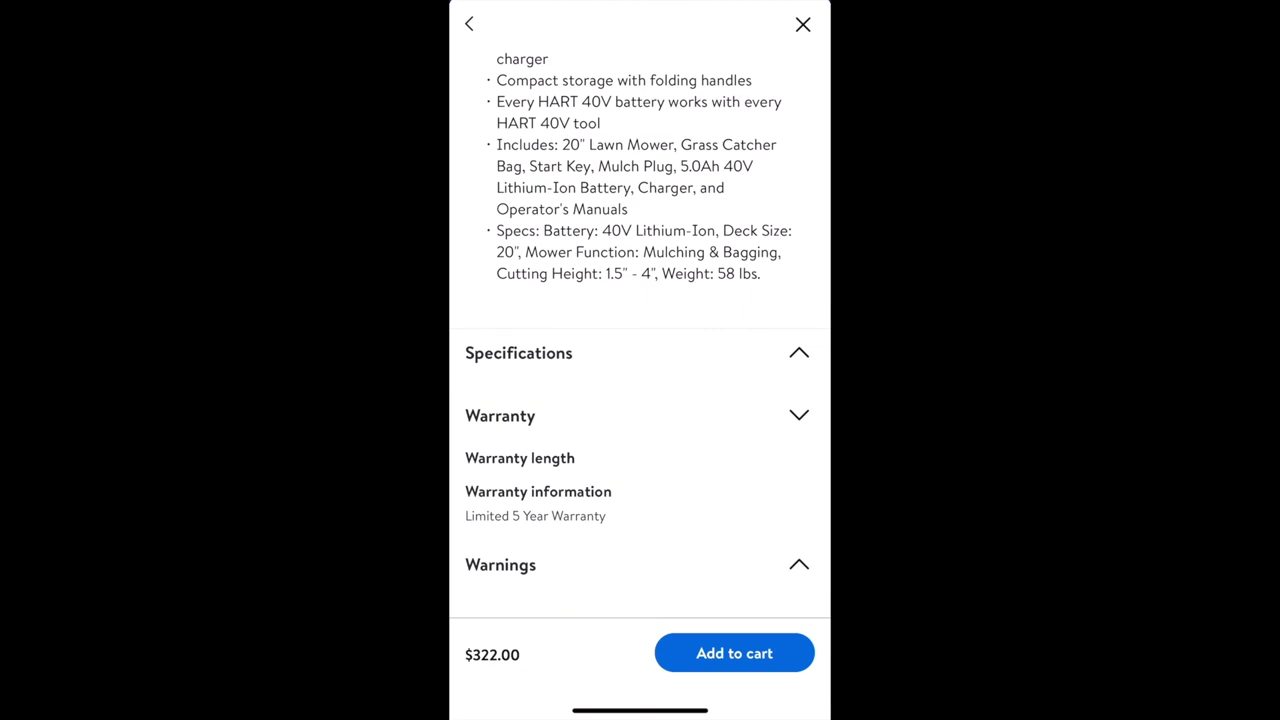 charger
· Compact storage with folding handles
· Every HART 40V battery works with every
HART 40V tool
· Includes: 20" Lawn Mower, Grass Catcher
Bag, Start Key, Mulch Plug, 5.0Ah 40V
Lithium-Ion Battery, Charger, and
Operator's Manuals
· Specs: Battery: 40V Lithium-Ion, Deck Size:
20", Mower Function: Mulching & Bagging,
Cutting Height: 1.5" - 4", Weight: 58 lbs.
Specifications
Warranty
Warranty length
Warranty information
Limited 5 Year Warranty
Warnings
$322.00
Add to cart